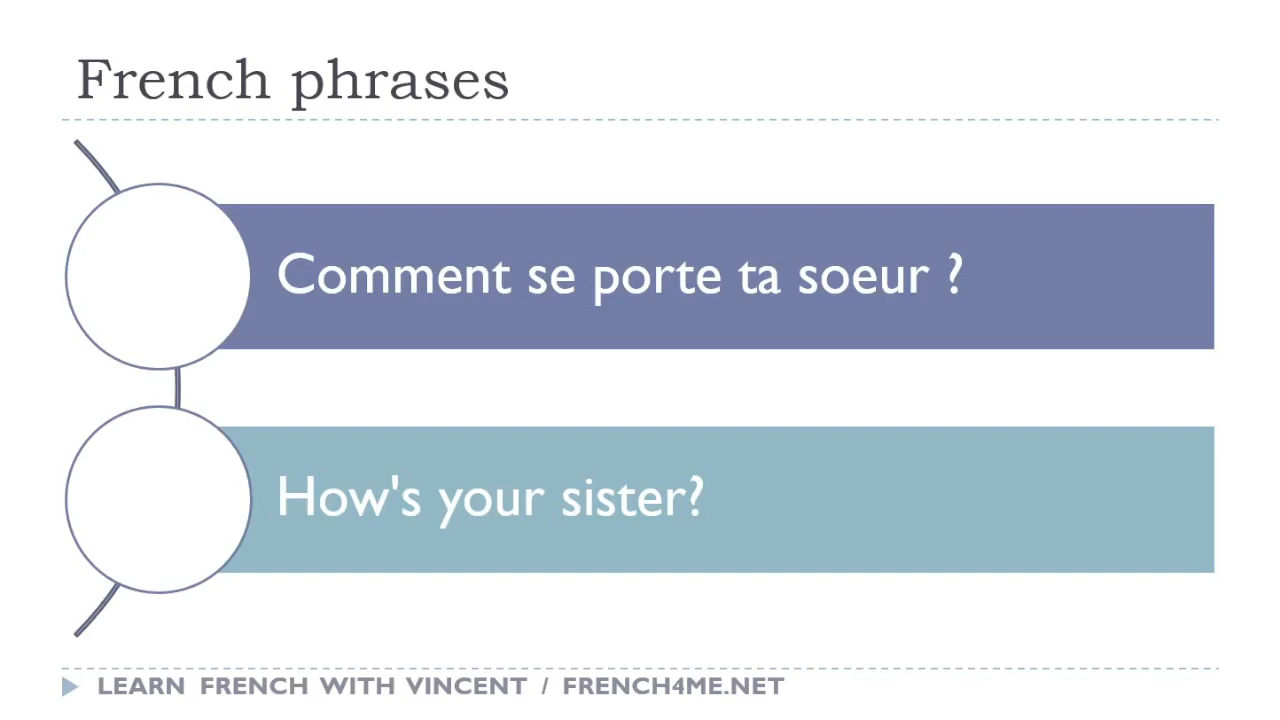 French phrases
Comment se porte ta soeur ?
How's your sister?
LEARN FRENCH WITH VINCENT / FRENCH4ME.NET